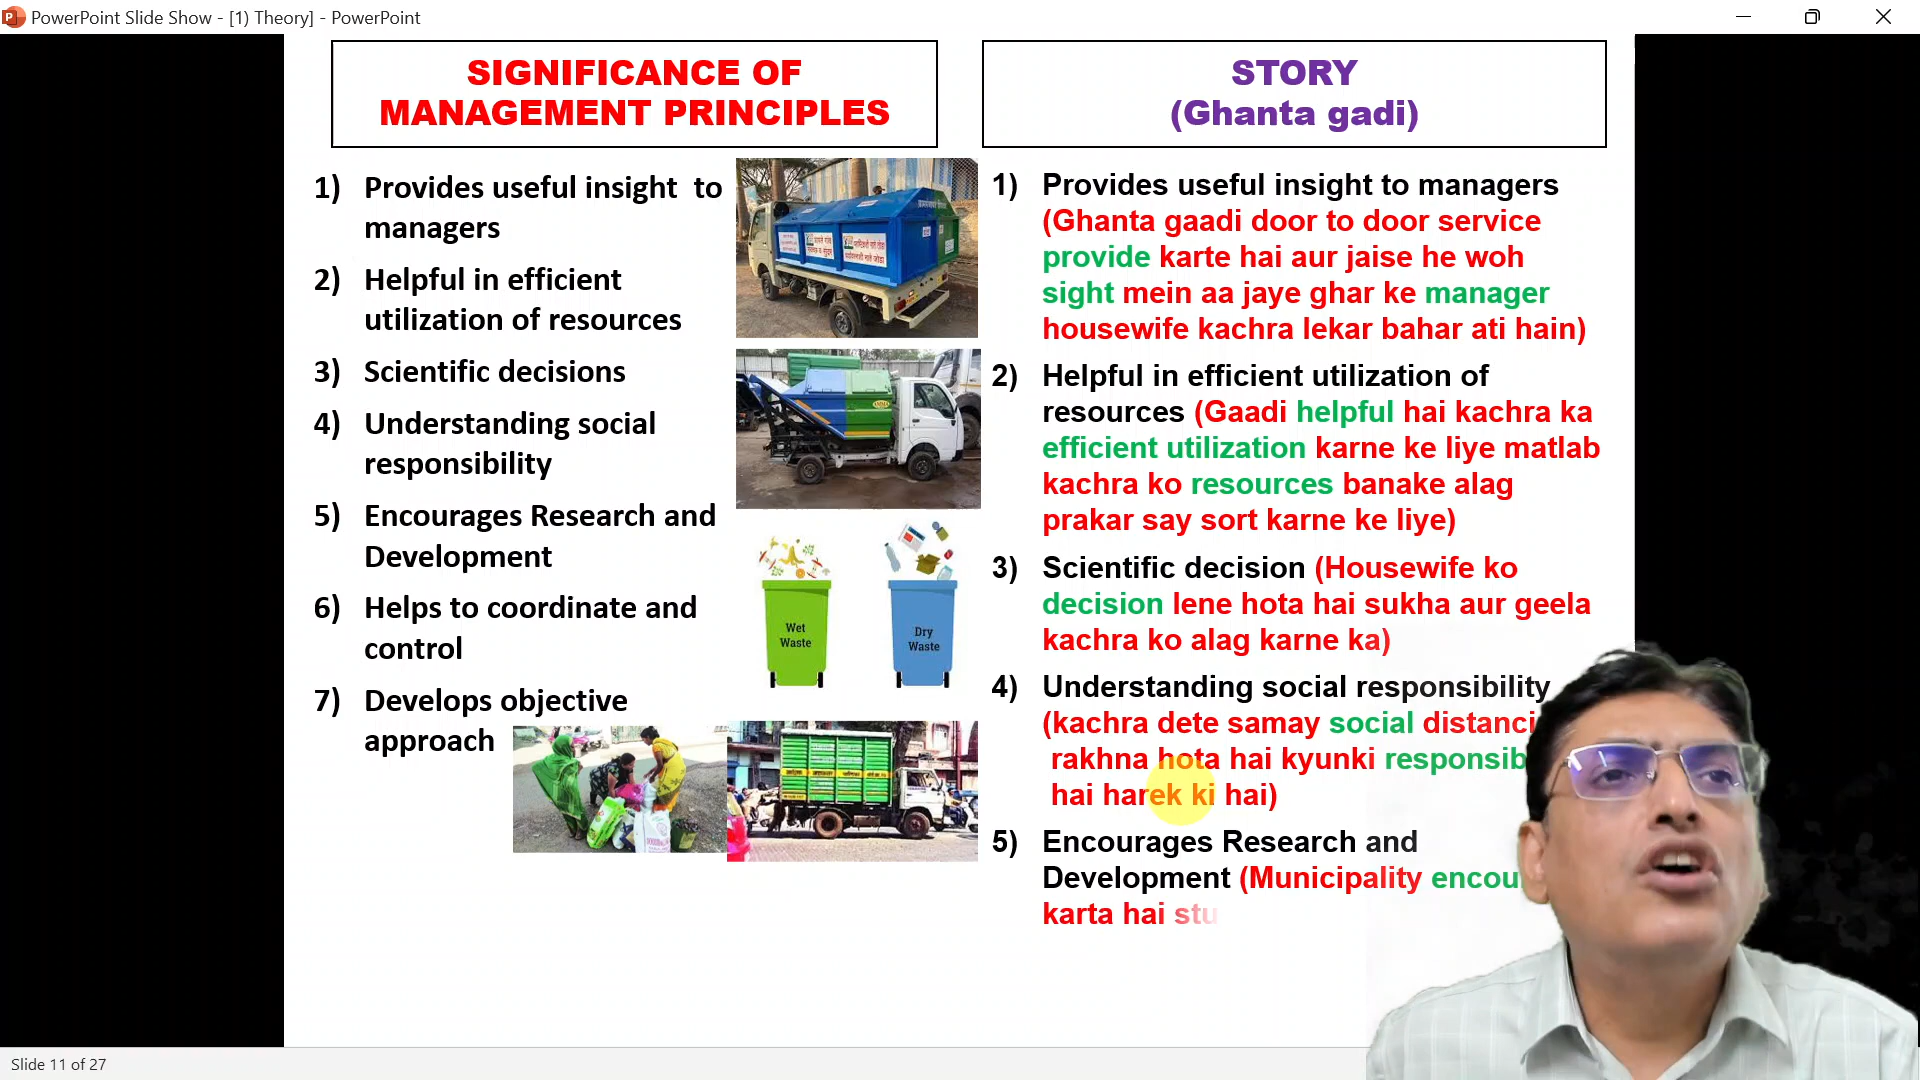 PowerPoint Slide Show - [1) Theory] - PowerPoint
SIGNIFICANCE OF
MANAGEMENT PRINCIPLES
1) Provides useful insight to
managers
2) Helpful in efficient
utilization of resources
3) Scientific decisions
4) Understanding social
responsibility
5) Encourages Research and
Development
6) Helps to coordinate and
control
7) Develops objective
approach
Wet
Waste
Dry
Waste
STORY
(Ghanta gadi)
1) Provides useful insight to managers
(Ghanta gaadi door to door service
provide karte hai aur jaise he woh
sight mein aa jaye ghar ke manager
housewife kachra lekar bahar ati hain)
2) Helpful in efficient utilization of
resources (Gaadi helpful hai kachra ka
efficient utilization karne ke liye matlab
kachra ko resources banake alag
prakar say sort karne ke liye)
3) Scientific decision (Housewife ko
decision lene hota hai sukha aur geela
kachra ko alag karne ka)
4) Understanding social responsibility
(kachra dete samay social distanci
rakhna hota hai kyunki responsib
hai harek ki hai)
5) Encourages Research and
Development (Municipality encou
karta hai stu
Slide 11 of 27